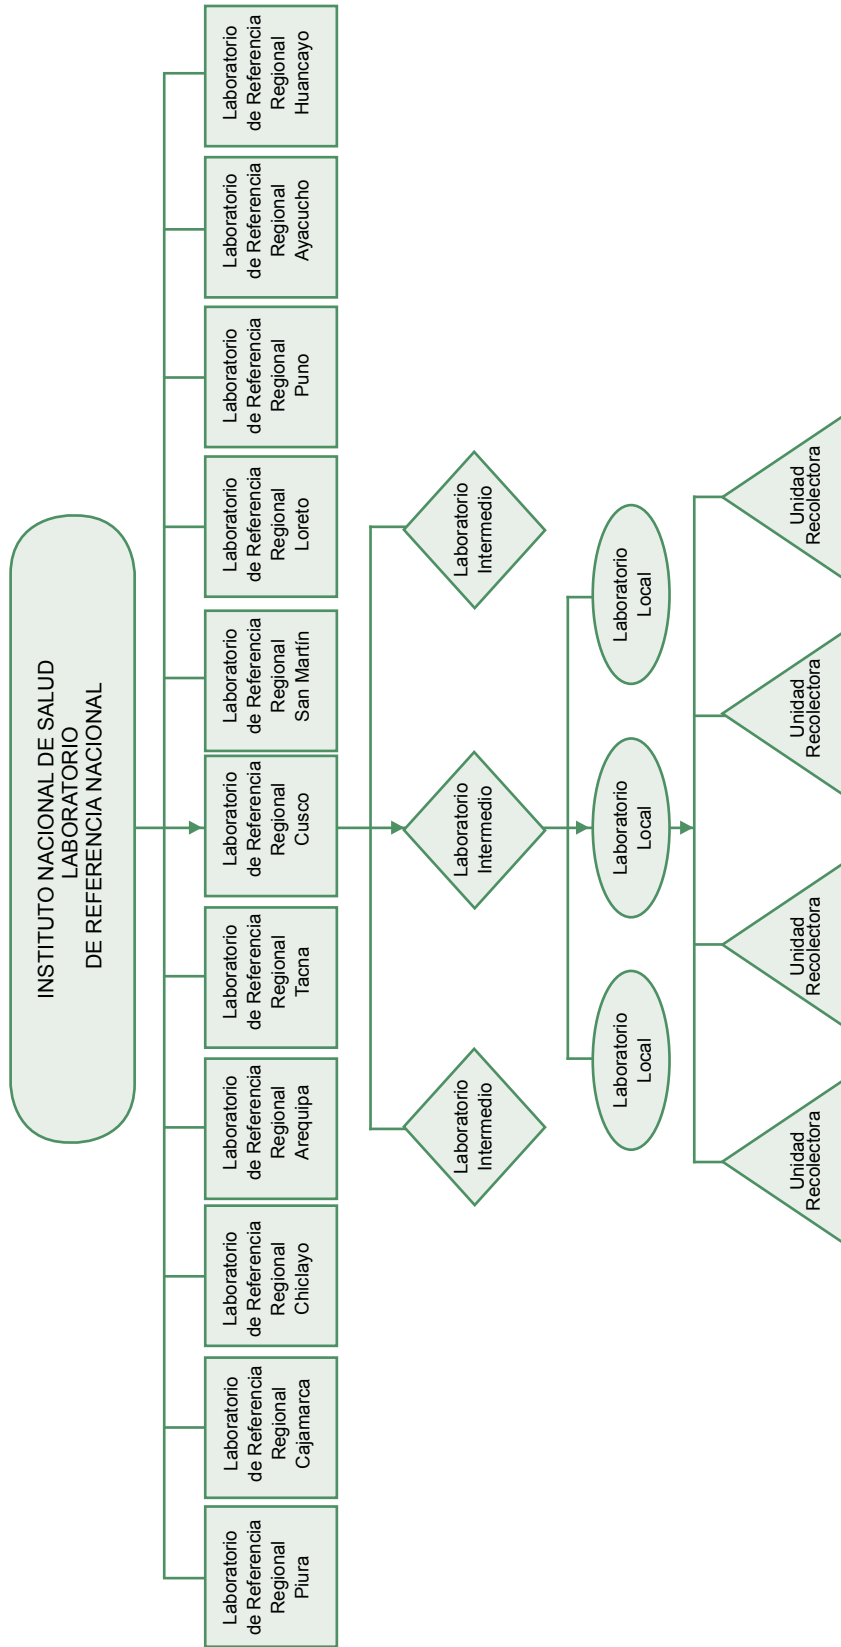 INSTITUTO NACIONAL DE SALUD
LABORATORIO
DE REFERENCIA NACIONAL
Laboratorio
de Referencia
Regional
Piura
Laboratorio
de Referencia
Regional
Cajamarca
Laboratorio
de Referencia
Regional
Chiclayo
Laboratorio
de Referencia
Regional
Arequipa
Laboratorio
de Referencia
Regional
Tacna
Laboratorio
de Referencia
Regional
Cusco
Laboratorio
de Referencia
Regional
San Martín
Laboratorio
de Referencia
Regional
Loreto
Laboratorio
de Referencia
Regional
Puno
Laboratorio
de Referencia
Regional
Ayacucho
Laboratorio
de Referencia
Regional
Huancayo
Laboratorio
Intermedio
Laboratorio
Intermedio
Laboratorio
Intermedio
Laboratorio
Local
Laboratorio
Local
Laboratorio
Local
Unidad
Recolectora
Unidad
Recolectora
Unidad
Recolectora
Unidad
Recolectora